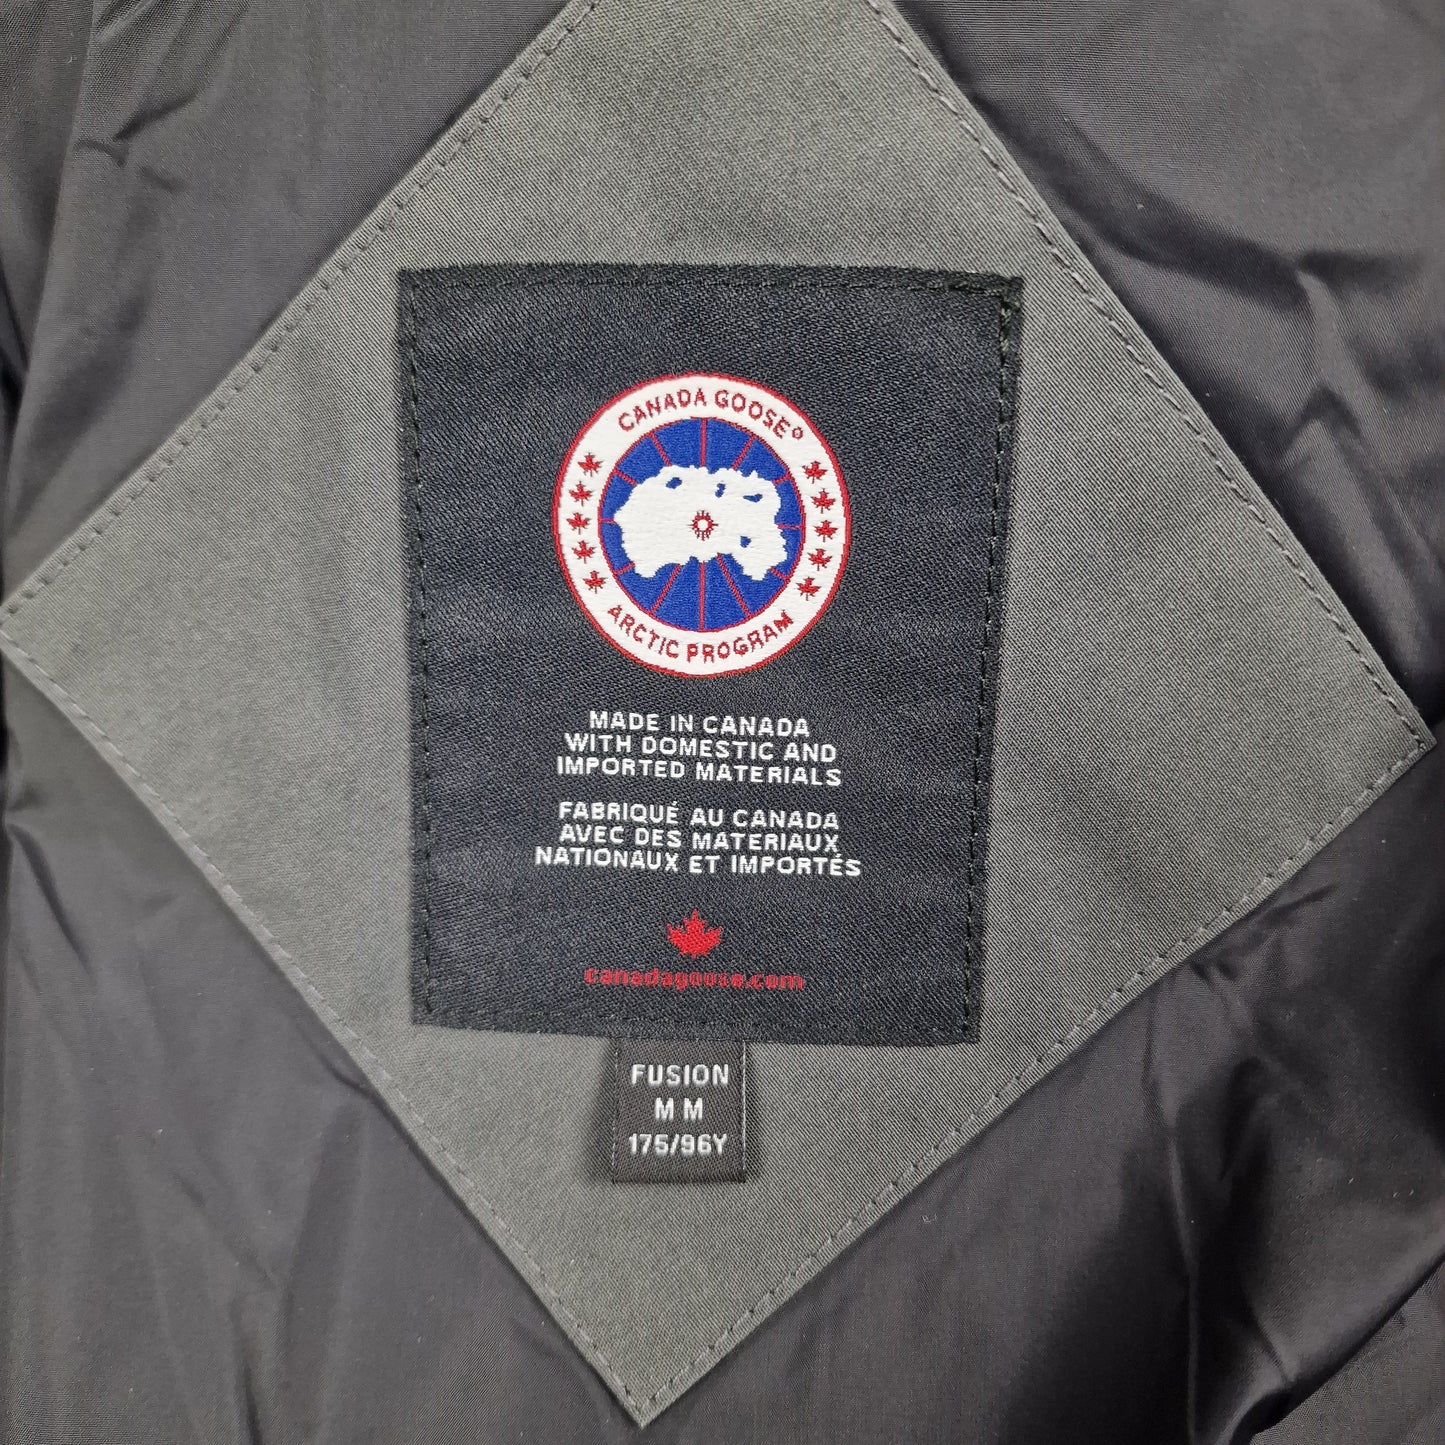 CANADA GOOSE®
ARCTIC PROGRAM
MADE IN CANADA
WITH DOMESTIC AND
IMPORTED MATERIALS
FABRIQUÉ AU CANADA
AVEC DES MATERIAUX
NATIONAUX ET IMPORTÉS
canadagoose.com
FUSION
M M
175/96Y